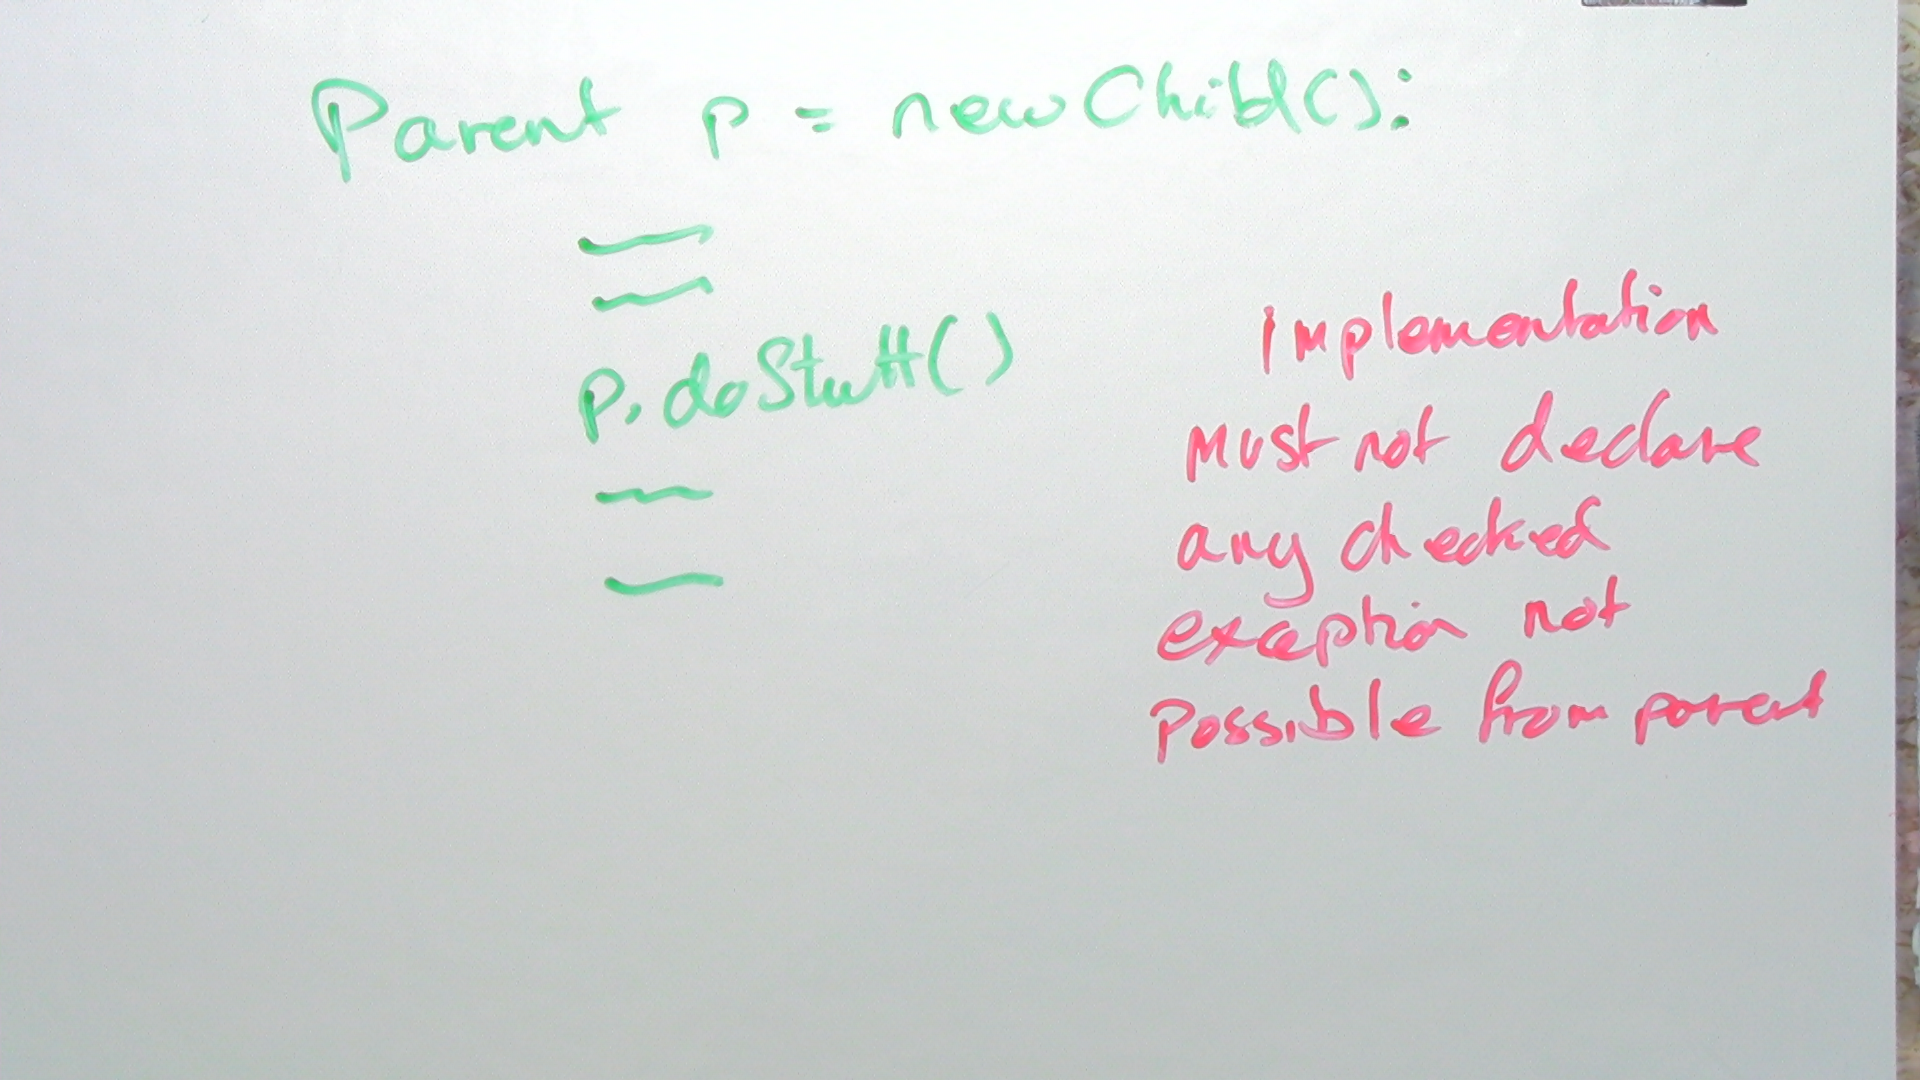 Parent p = new Child();
p.doStuff()
Implementation
must not declare
any checked
exception not
possible from parent